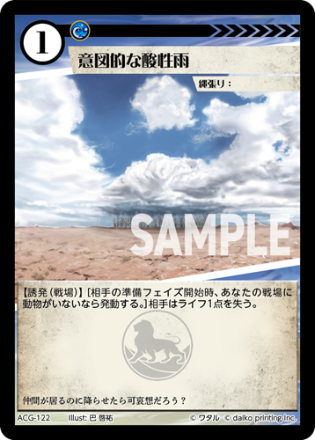 1
意図的な酸性雨
縄張り：
SAMPLE
【誘発（戦場）】［相手の準備フェイズ開始時、あなたの戦場に
動物がいないなら発動する。］相手はライフ1点を失う。
仲間が居るのに降らせたら可哀想だろう？
ACG-122 Illust: 巴 啓祐 © ワタル © daiko printing Inc.